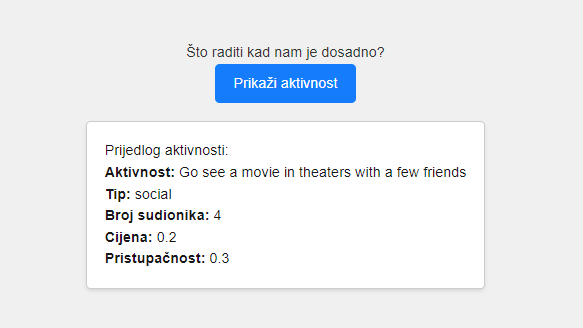 Što raditi kad nam je dosadno?
Prikaži aktivnost
Prijedlog aktivnosti:
Aktivnost: Go see a movie in theaters with a few friends
Tip: social
Broj sudionika: 4
Cijena: 0.2
Pristupačnost: 0.3